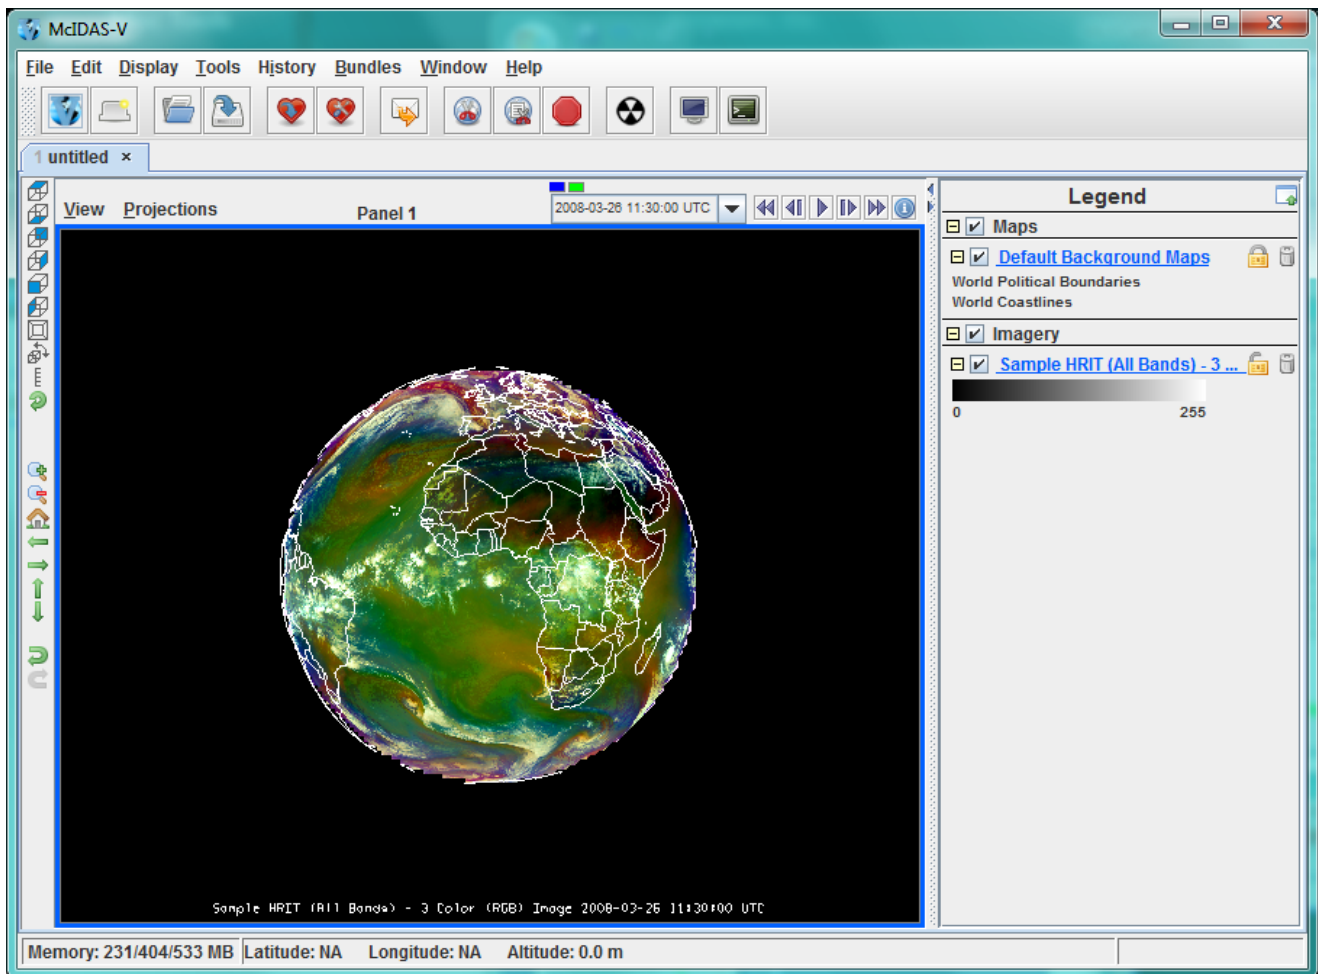 McIDAS-V
File Edit Display Tools History Bundles Window Help
1 untitled ×
View Projections Panel 1 2008-03-26 11:30:00 UTC
Legend
Maps
Default Background Maps
World Political Boundaries
World Coastlines
Imagery
Sample HRIT (All Bands) - 3 ...
0 255
Sample HRIT (All Bands) - 3 Color (RGB) Image 2008-03-26 11:30:00 UTC
Memory: 231/404/533 MB Latitude: NA Longitude: NA Altitude: 0.0 m